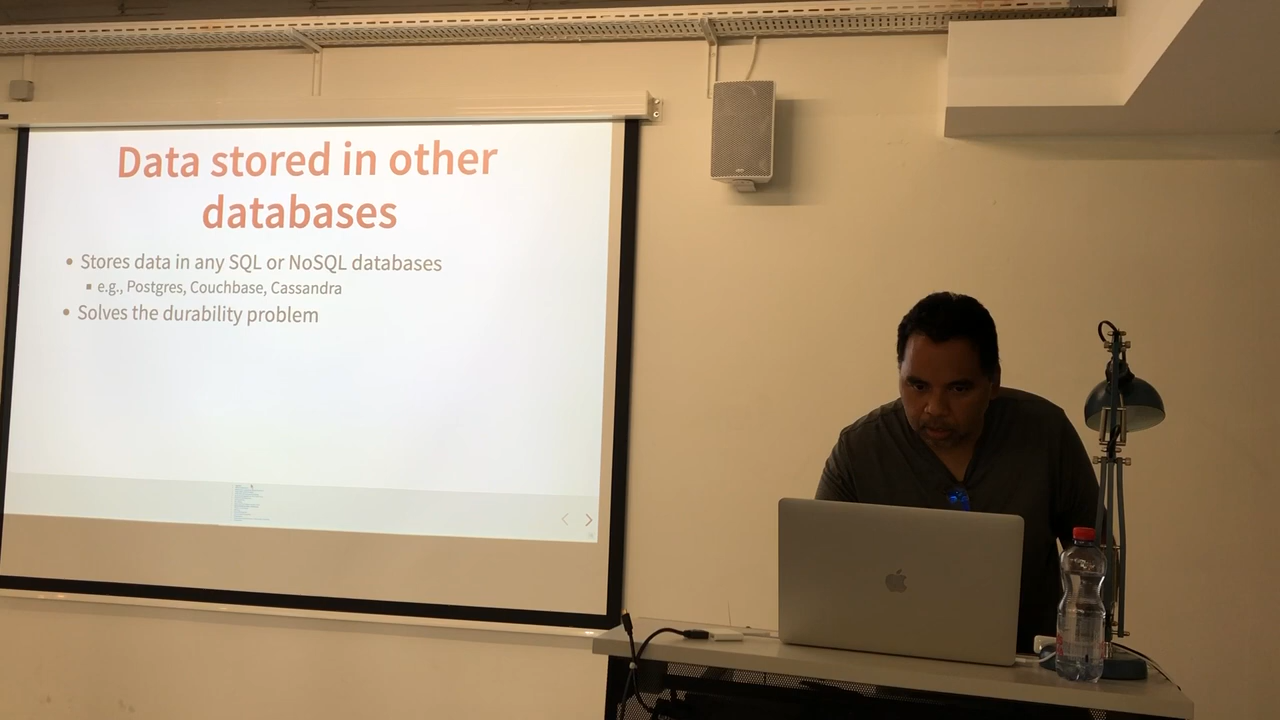 Data stored in other
databases
• Stores data in any SQL or NoSQL databases
▪ e.g., Postgres, Couchbase, Cassandra
• Solves the durability problem